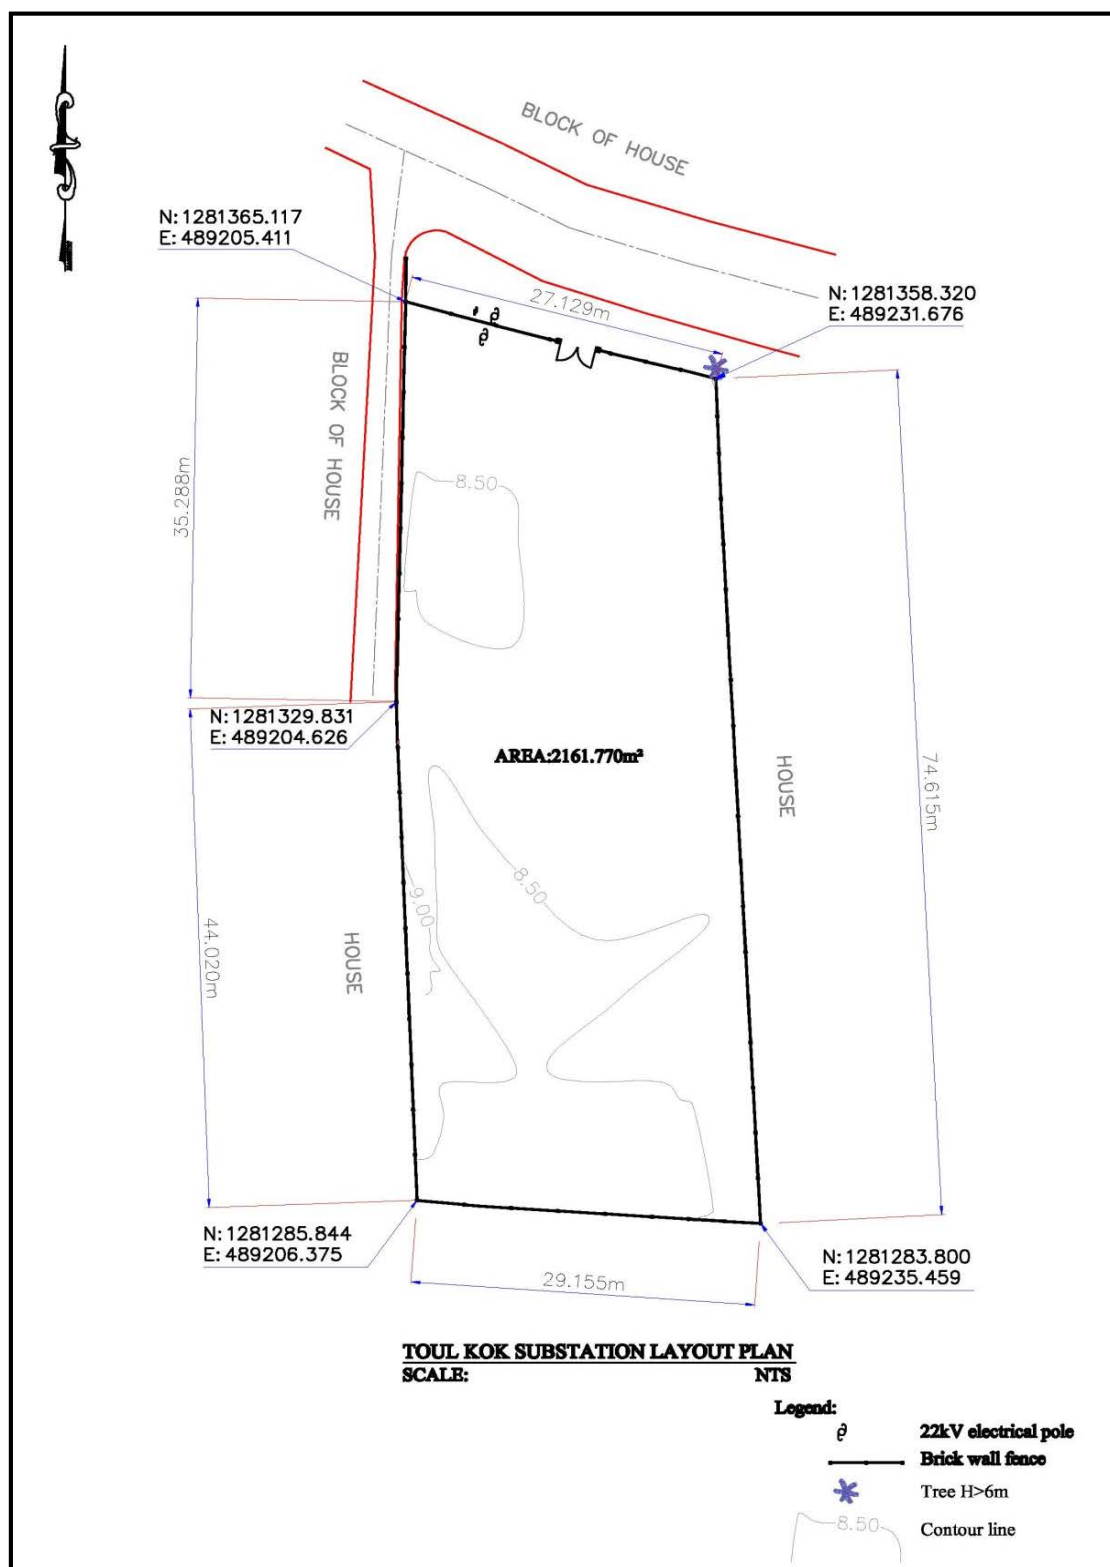 BLOCK OF HOUSE
N: 1281365.117
E: 489205.411
27.129m
N: 1281358.320
E: 489231.676
BLOCK OF HOUSE
35.288m
8.50
N: 1281329.831
E: 489204.626
AREA:2161.770m²
HOUSE
74.615m
8.50
9.00
HOUSE
44.020m
N: 1281285.844
E: 489206.375
N: 1281283.800
E: 489235.459
29.155m
TOUL KOK SUBSTATION LAYOUT PLAN
SCALE: NTS
Legend:
22kV electrical pole
Brick wall fence
Tree H>6m
8.50
Contour line